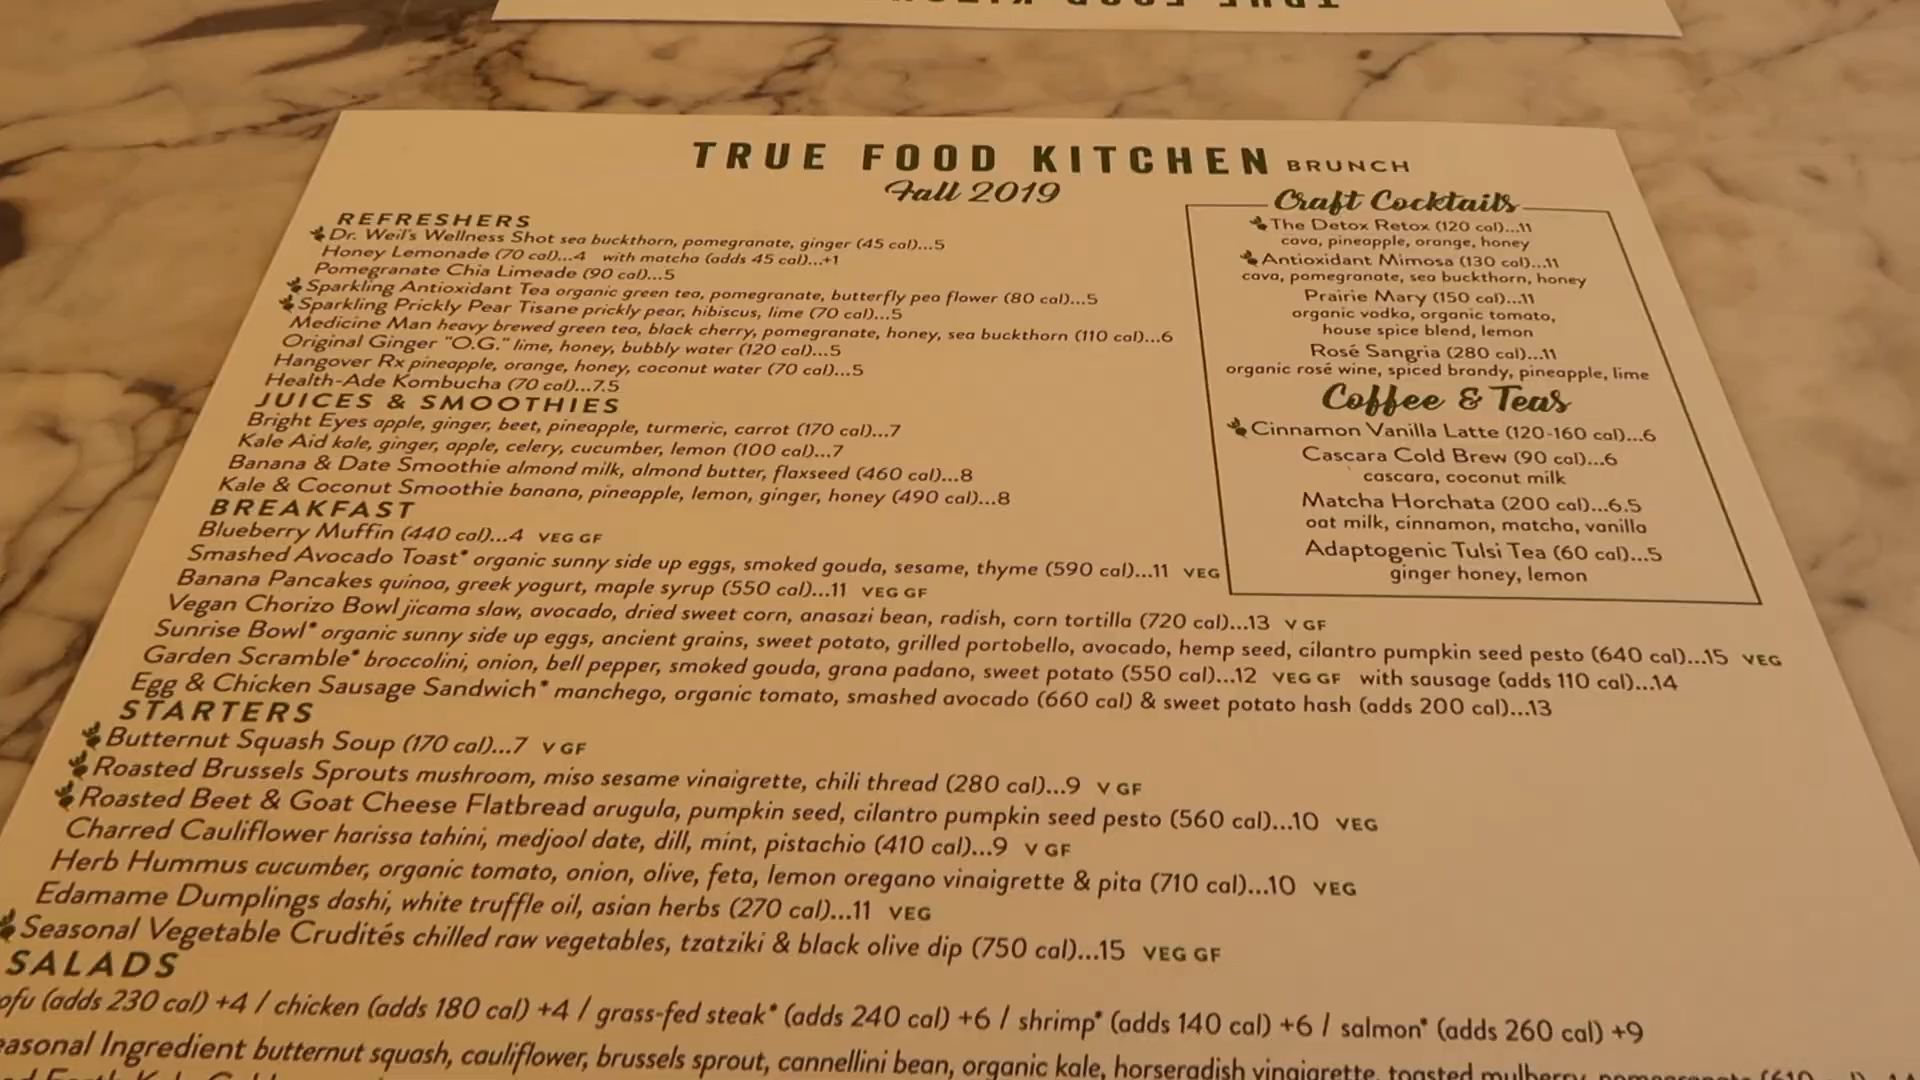 TRUE FOOD KITCHEN BRUNCH
Fall 2019
REFRESHERS
Dr. Weil's Wellness Shot sea buckthorn, pomegranate, ginger (45 cal)...5
Honey Lemonade (70 cal)...4 with matcha (adds 45 cal)...+1
Pomegranate Chia Limeade (90 cal)...5
Sparkling Antioxidant Tea organic green tea, pomegranate, butterfly pea flower (80 cal)...5
Sparkling Prickly Pear Tisane prickly pear, hibiscus, lime (70 cal)...5
Medicine Man heavy brewed green tea, black cherry, pomegranate, honey, sea buckthorn (110 cal)...6
Original Ginger "O.G." lime, honey, bubbly water (120 cal)...5
Hangover Rx pineapple, orange, honey, coconut water (70 cal)...5
Health-Ade Kombucha (70 cal)...7.5
JUICES & SMOOTHIES
Bright Eyes apple, ginger, beet, pineapple, turmeric, carrot (170 cal)...7
Kale Aid kale, ginger, apple, celery, cucumber, lemon (100 cal)...7
Banana & Date Smoothie almond milk, almond butter, flaxseed (460 cal)...8
Kale & Coconut Smoothie banana, pineapple, lemon, ginger, honey (490 cal)...8
BREAKFAST
Blueberry Muffin (440 cal)...4 VEG GF
Smashed Avocado Toast* organic sunny side up eggs, smoked gouda, sesame, thyme (590 cal)...11 VEG
Banana Pancakes quinoa, greek yogurt, maple syrup (550 cal)...11 VEG GF
Vegan Chorizo Bowl jicama slaw, avocado, dried sweet corn, anasazi bean, radish, corn tortilla (720 cal)...13 V GF
Sunrise Bowl* organic sunny side up eggs, ancient grains, sweet potato, grilled portobello, avocado, hemp seed, cilantro pumpkin seed pesto (640 cal)...15 VEG
Garden Scramble* broccolini, onion, bell pepper, smoked gouda, grana padano, sweet potato (550 cal)...12 VEG GF with sausage (adds 110 cal)...14
Egg & Chicken Sausage Sandwich* manchego, organic tomato, smashed avocado (660 cal) & sweet potato hash (adds 200 cal)...13
STARTERS
Butternut Squash Soup (170 cal)...7 V GF
Roasted Brussels Sprouts mushroom, miso sesame vinaigrette, chili thread (280 cal)...9 V GF
Roasted Beet & Goat Cheese Flatbread arugula, pumpkin seed, cilantro pumpkin seed pesto (560 cal)...10 VEG
Charred Cauliflower harissa tahini, medjool date, dill, mint, pistachio (410 cal)...9 V GF
Herb Hummus cucumber, organic tomato, onion, olive, feta, lemon oregano vinaigrette & pita (710 cal)...10 VEG
Edamame Dumplings dashi, white truffle oil, asian herbs (270 cal)...11 VEG
Seasonal Vegetable Crudités chilled raw vegetables, tzatziki & black olive dip (750 cal)...15 VEG GF
SALADS
ofu (adds 230 cal) +4 / chicken (adds 180 cal) +4 / grass-fed steak* (adds 240 cal) +6 / shrimp* (adds 140 cal) +6 / salmon* (adds 260 cal) +9
easonal Ingredient butternut squash, cauliflower, brussels sprout, cannellini bean, organic kale, horseradish vinaigrette, toasted mulberry,
Craft Cocktails
The Detox Retox (120 cal)...11
cava, pineapple, orange, honey
Antioxidant Mimosa (130 cal)...11
cava, pomegranate, sea buckthorn, honey
Prairie Mary (150 cal)...11
organic vodka, organic tomato,
house spice blend, lemon
Rosé Sangria (280 cal)...11
organic rosé wine, spiced brandy, pineapple, lime
Coffee & Teas
Cinnamon Vanilla Latte (120-160 cal)...6
Cascara Cold Brew (90 cal)...6
cascara, coconut milk
Matcha Horchata (200 cal)...6.5
oat milk, cinnamon, matcha, vanilla
Adaptogenic Tulsi Tea (60 cal)...5
ginger honey, lemon